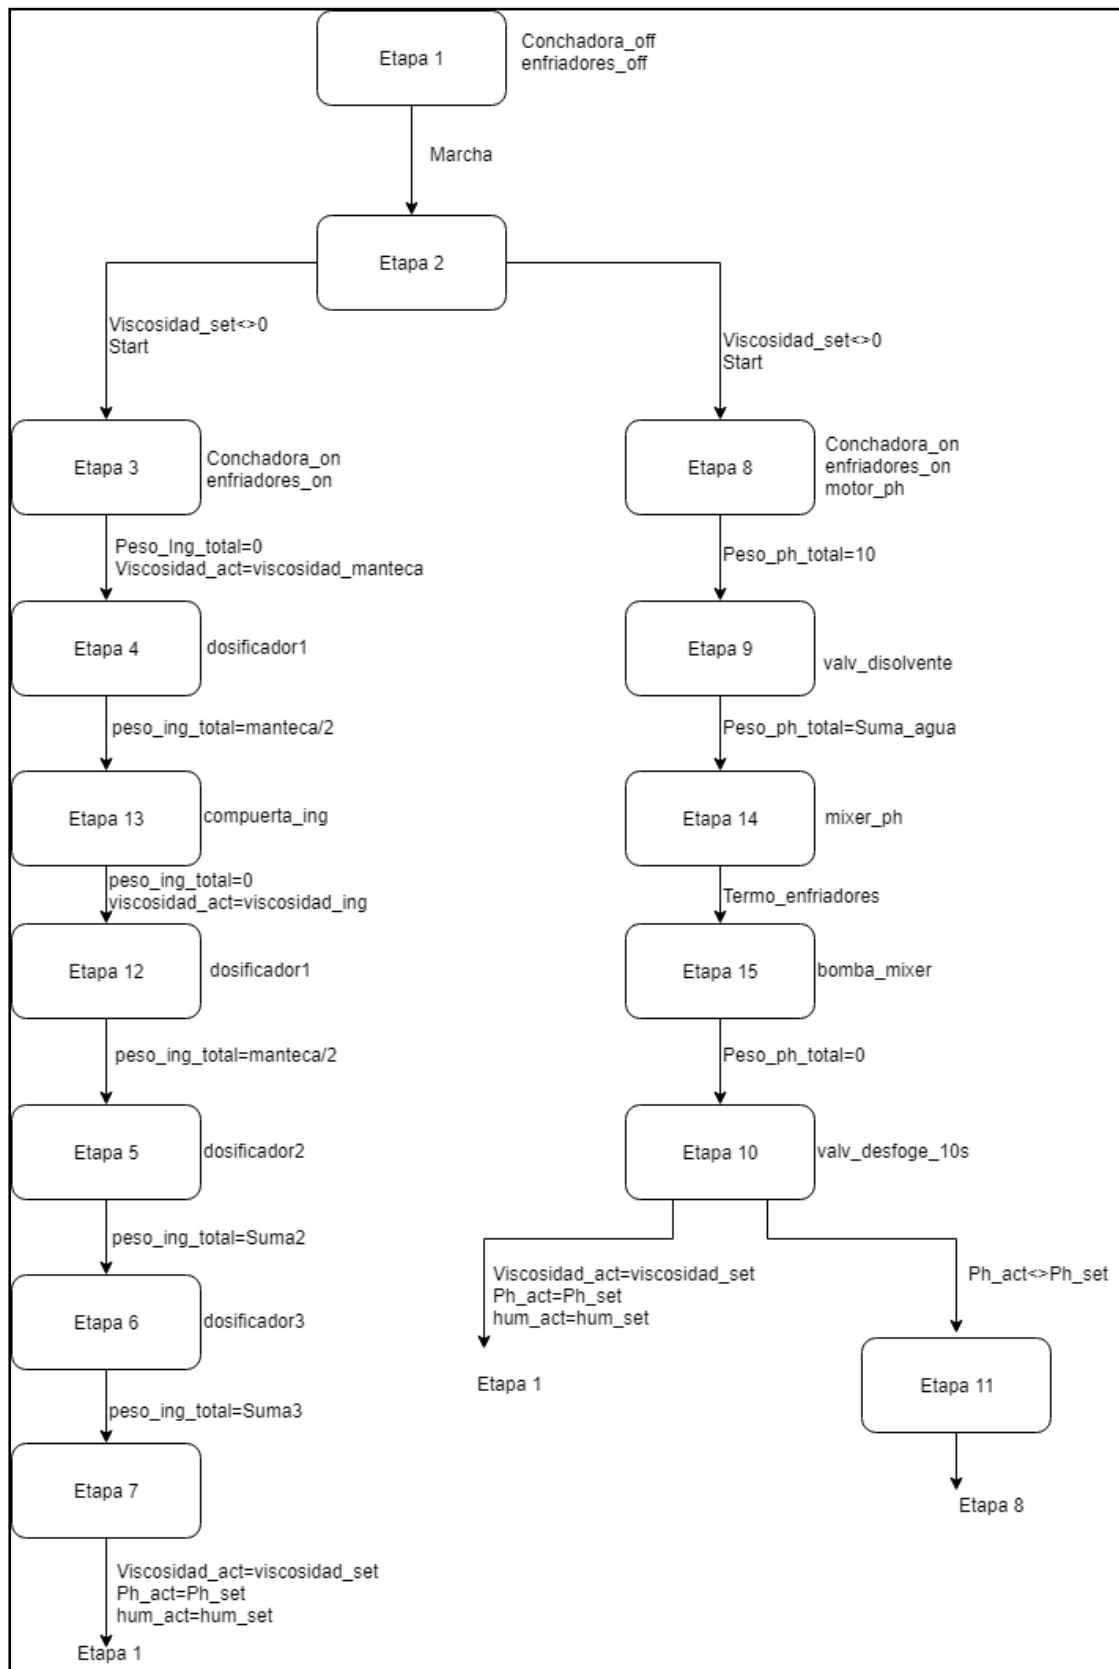 Etapa 1
Conchadora_off
enfriadores_off
Marcha
Etapa 2
Viscosidad_set<>0
Start
Viscosidad_set<>0
Start
Etapa 3
Conchadora_on
enfriadores_on
Etapa 8
Conchadora_on
enfriadores_on
motor_ph
Peso_Ing_total=0
Viscosidad_act=viscosidad_manteca
Peso_ph_total=10
Etapa 4
dosificador1
Etapa 9
valv_disolvente
peso_ing_total=manteca/2
Peso_ph_total=Suma_agua
Etapa 13
compuerta_ing
Etapa 14
mixer_ph
peso_ing_total=0
viscosidad_act=viscosidad_ing
Termo_enfriadores
Etapa 12
dosificador1
Etapa 15
bomba_mixer
peso_ing_total=manteca/2
Peso_ph_total=0
Etapa 5
dosificador2
Etapa 10
valv_desfoge_10s
peso_ing_total=Suma2
Viscosidad_act=viscosidad_set
Ph_act=Ph_set
hum_act=hum_set
Ph_act<>Ph_set
Etapa 6
dosificador3
Etapa 1
Etapa 11
peso_ing_total=Suma3
Etapa 7
Etapa 8
Viscosidad_act=viscosidad_set
Ph_act=Ph_set
hum_act=hum_set
Etapa 1